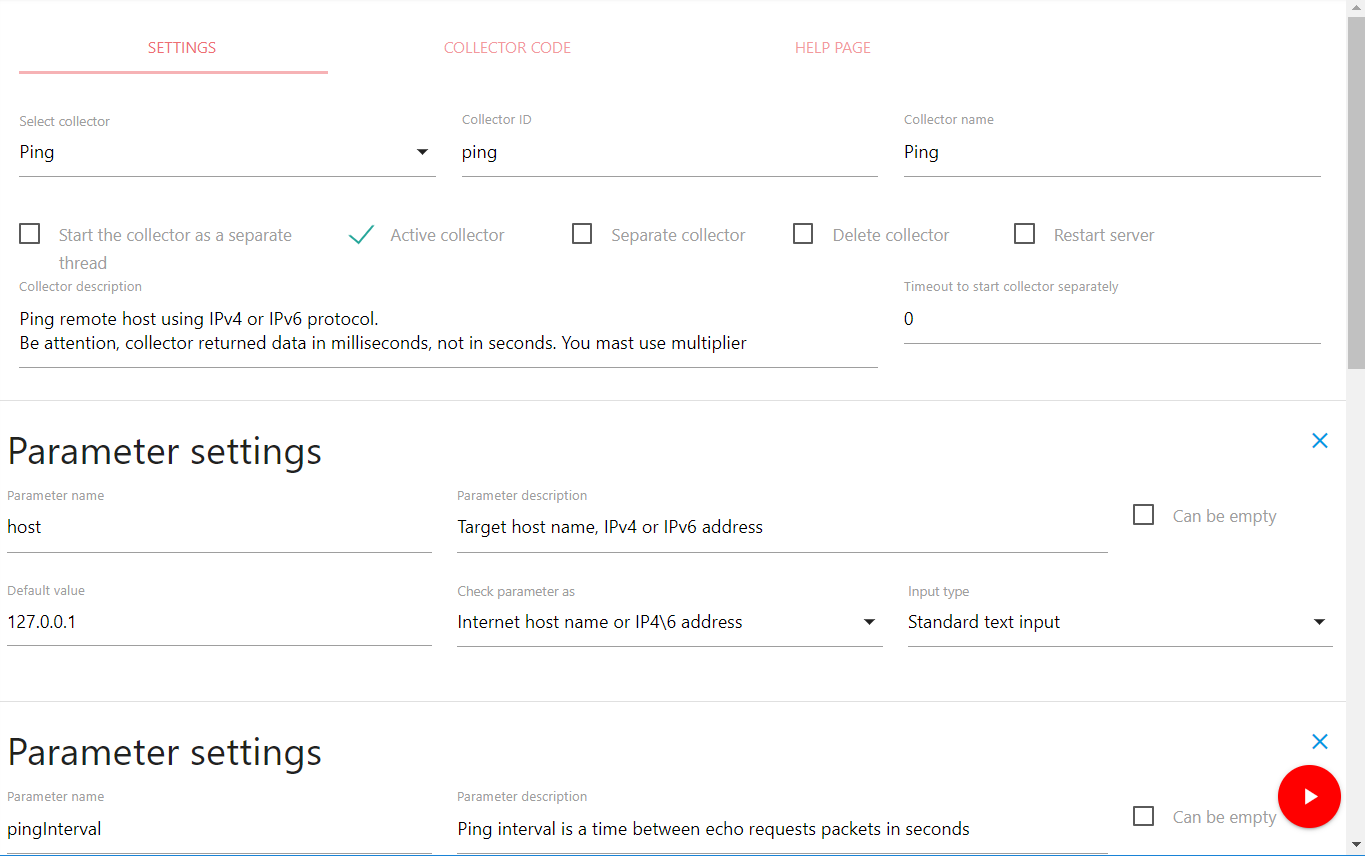 SETTINGS COLLECTOR CODE HELP PAGE
Select collector Collector ID Collector name
Ping ping Ping
Start the collector as a separate Active collector Separate collector Delete collector Restart server
thread
Collector description Timeout to start collector separately
Ping remote host using IPv4 or IPv6 protocol. 0
Be attention, collector returned data in milliseconds, not in seconds. You mast use multiplier
Parameter settings
Parameter name Parameter description
host Target host name, IPv4 or IPv6 address Can be empty
Default value Check parameter as Input type
127.0.0.1 Internet host name or IP4\6 address Standard text input
Parameter settings
Parameter name Parameter description
pingInterval Ping interval is a time between echo requests packets in seconds Can be empty